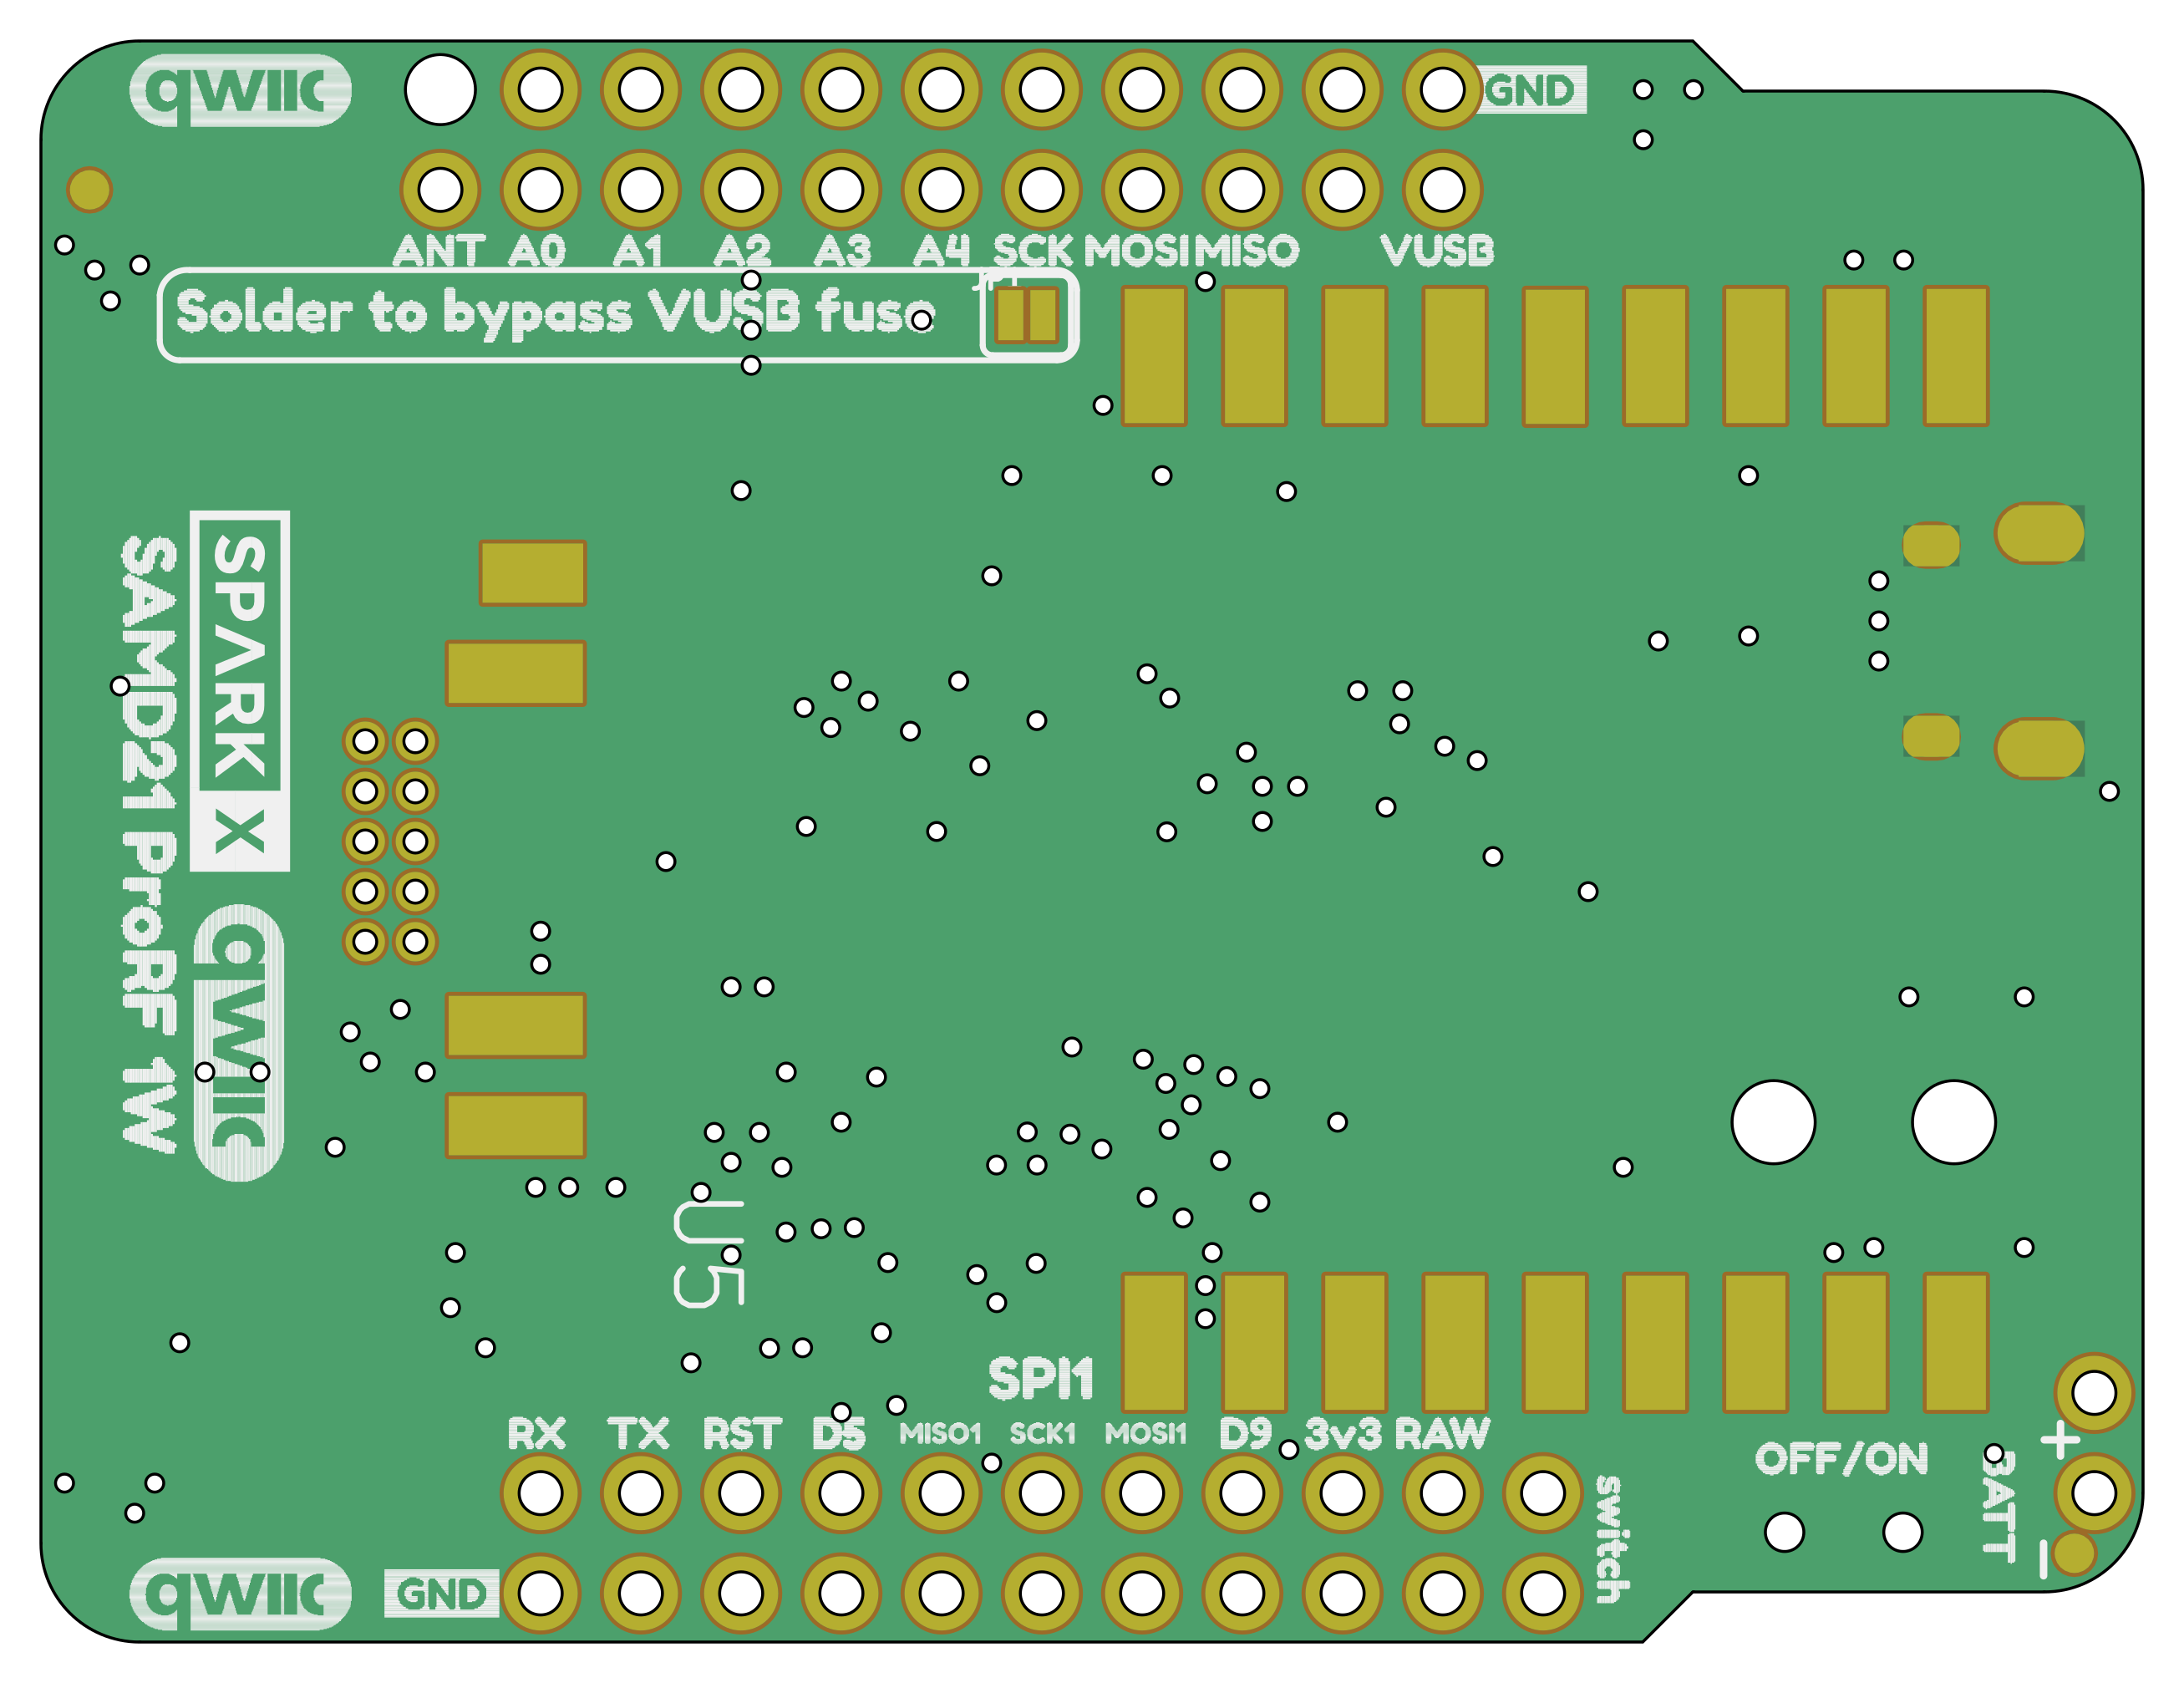 qwiic
GND
ANT A0 A1 A2 A3 A4 SCK MOSI MISO VUSB
Solder to bypass VUSB fuse
SPARK X
SAMD21 ProRF 1W
qwiic
U5
SPI1
RX TX RST D5 MISO1 SCK1 MOSI1 D9 3v3 RAW
OFF/ON
+
BATT
-
switch
qwiic
GND